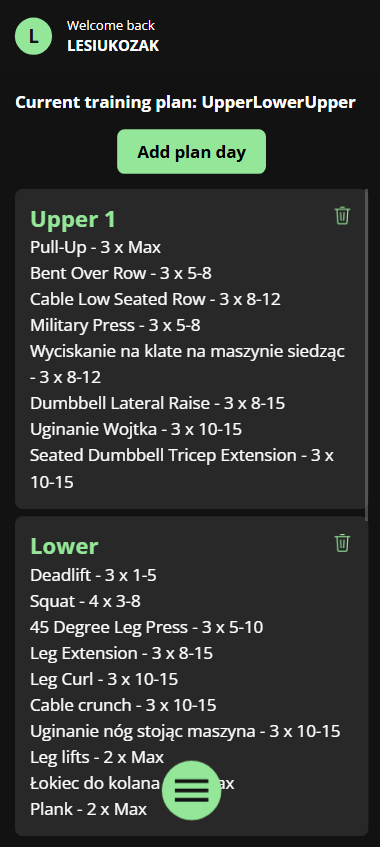 L
Welcome back
LESIUKOZAK
Current training plan: UpperLowerUpper
Add plan day
Upper 1
Pull-Up - 3 x Max
Bent Over Row - 3 x 5-8
Cable Low Seated Row - 3 x 8-12
Military Press - 3 x 5-8
Wyciskanie na klate na maszynie siedząc
- 3 x 8-12
Dumbbell Lateral Raise - 3 x 8-15
Uginanie Wojtka - 3 x 10-15
Seated Dumbbell Tricep Extension - 3 x
10-15
Lower
Deadlift - 3 x 1-5
Squat - 4 x 3-8
45 Degree Leg Press - 3 x 5-10
Leg Extension - 3 x 8-15
Leg Curl - 3 x 10-15
Cable crunch - 3 x 10-15
Uginanie nóg stojąc maszyna - 3 x 10-15
Leg lifts - 2 x Max
Łokiec do kolana
Plank - 2 x Max